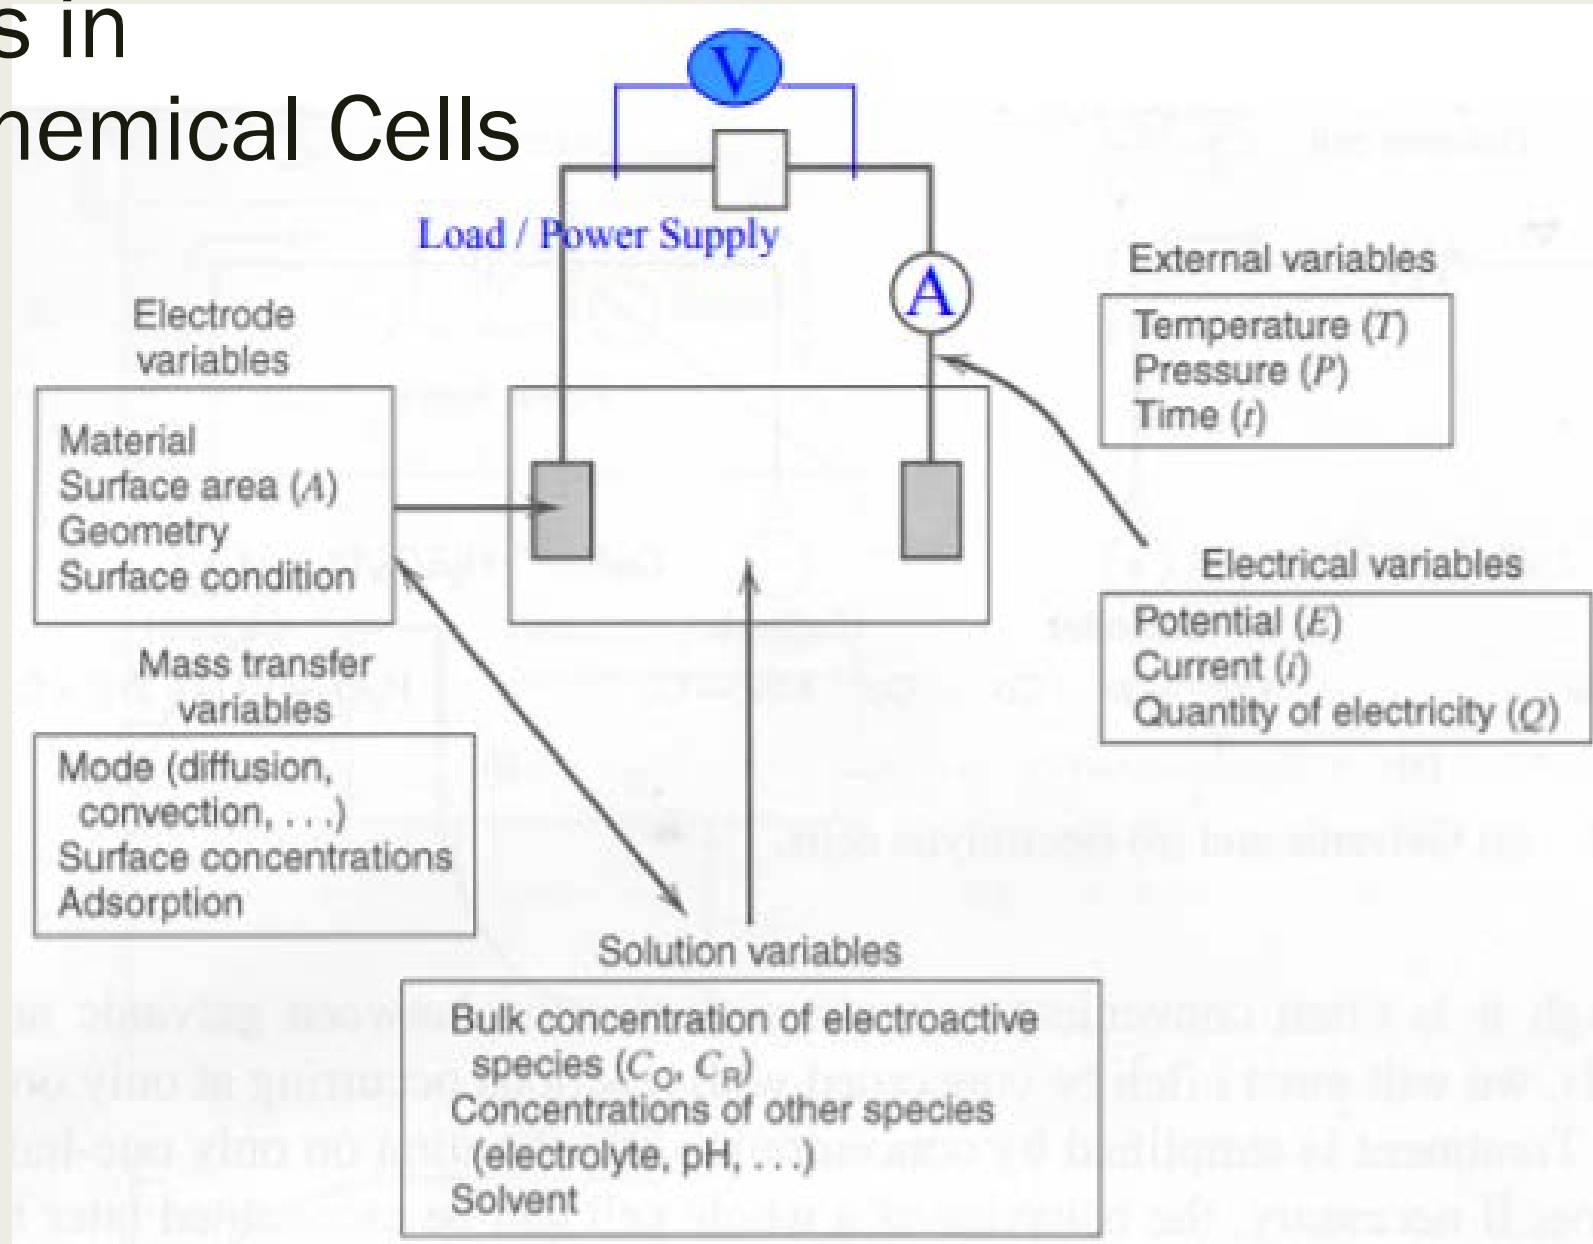 s in
hemical Cells
V
Load / Power Supply
A
External variables
Temperature (T)
Pressure (P)
Time (t)
Electrode
variables
Material
Surface area (A)
Geometry
Surface condition
Electrical variables
Potential (E)
Current (i)
Quantity of electricity (Q)
Mass transfer
variables
Mode (diffusion,
convection, . . .)
Surface concentrations
Adsorption
Solution variables
Bulk concentration of electroactive
species (CO, CR)
Concentrations of other species
(electrolyte, pH, . . .)
Solvent